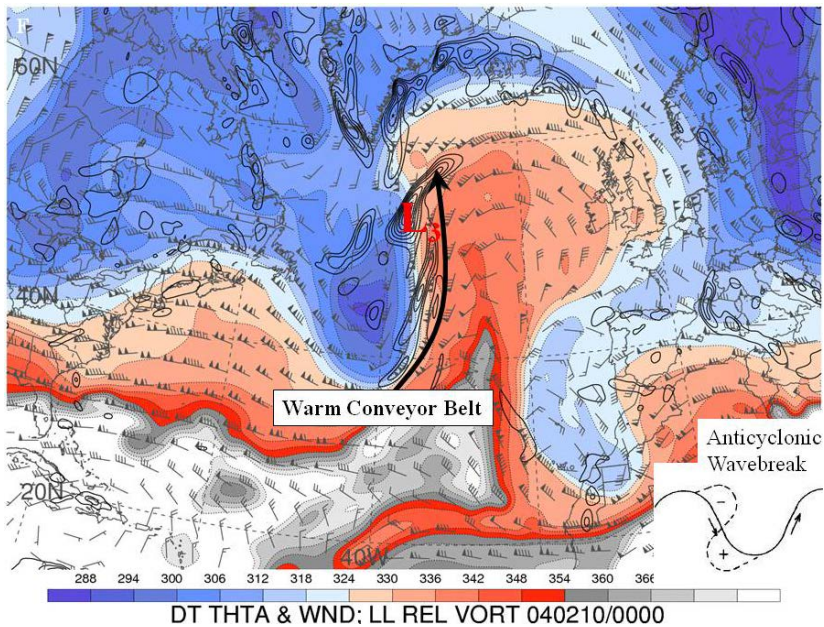 F
60N
L
3
40N
Warm Conveyor Belt
Anticyclonic
Wavebreak
20N
-
+
40W
288 294 300 306 312 318 324 330 336 342 348 354 360 366
DT THTA & WND; LL REL VORT 040210/0000